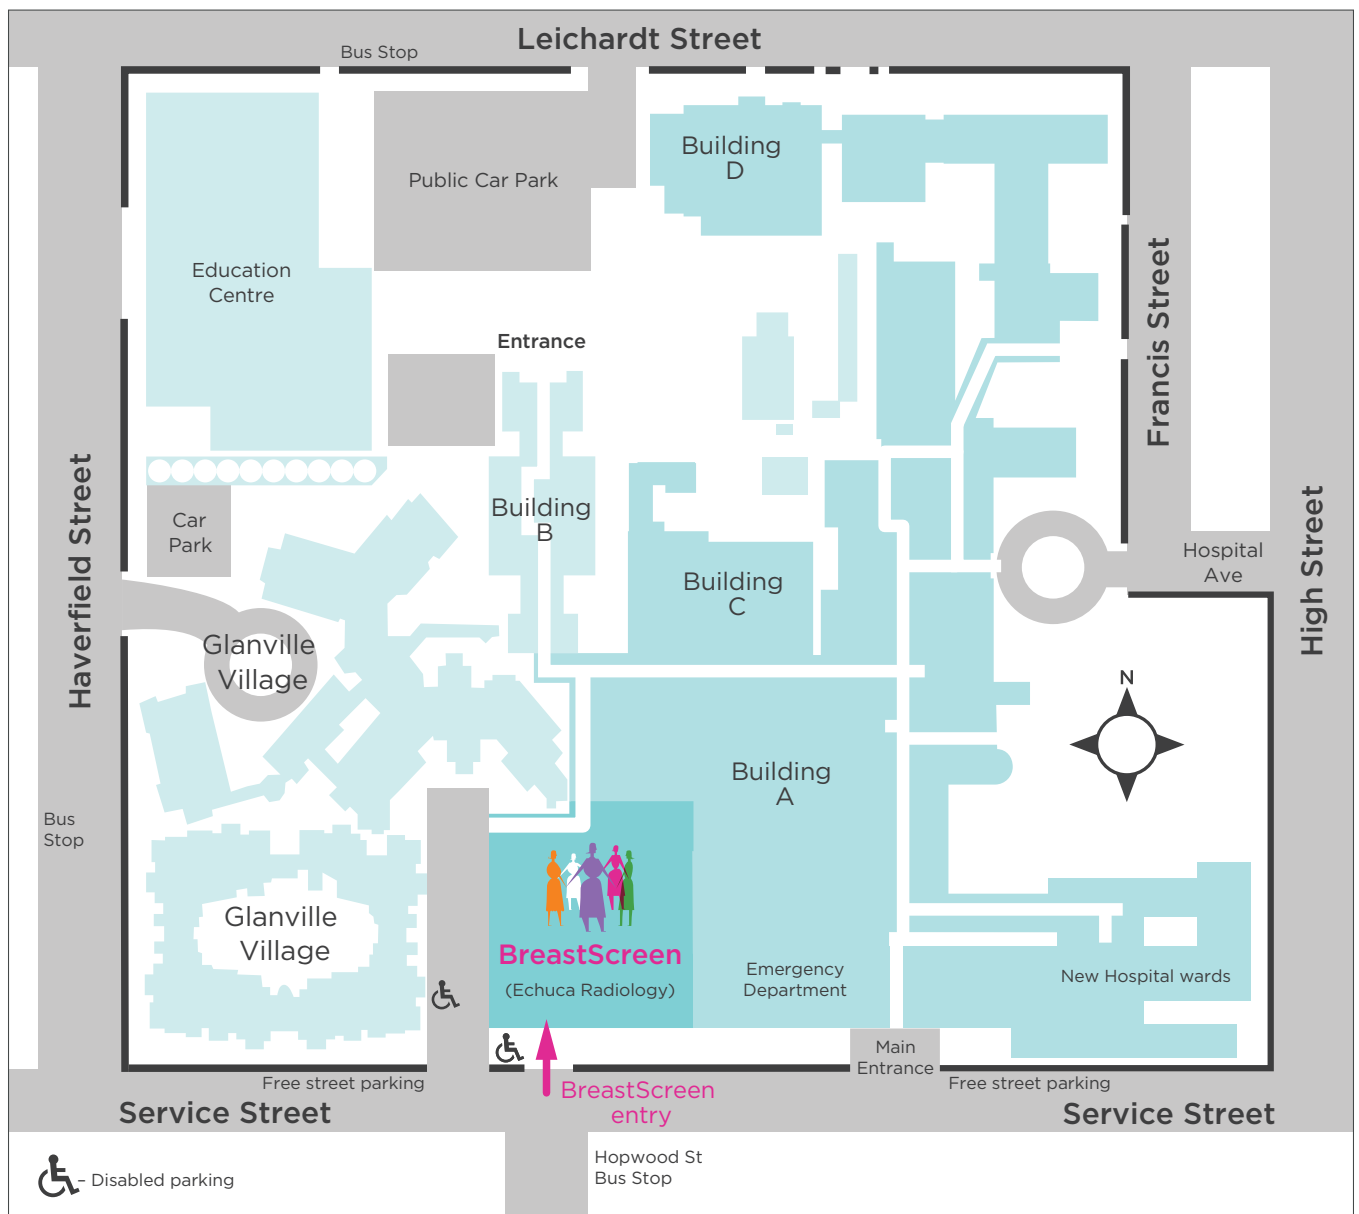 Leichardt Street
Bus Stop
Building
D
Public Car Park
Education
Centre
Entrance
Francis Street
Haverfield Street
High Street
Building
B
Car
Park
Hospital
Ave
Building
C
Glanville
Village
N
Building
A
Bus
Stop
Glanville
Village
BreastScreen
(Echuca Radiology)
Emergency
Department
New Hospital wards
Main
Entrance
Free street parking
Free street parking
BreastScreen
entry
Service Street
Service Street
Hopwood St
Bus Stop
– Disabled parking